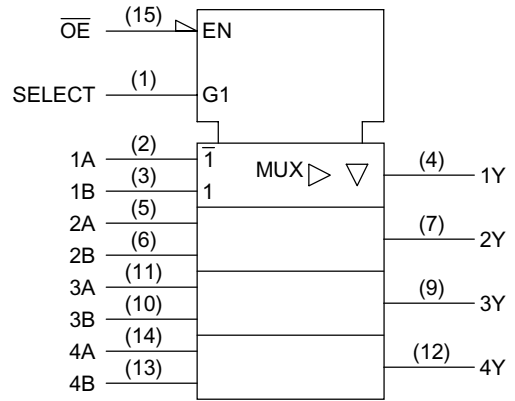 OE (15) EN
SELECT (1) G1
1A (2) 1̅ MUX (4) 1Y
1B (3) 1
2A (5) (7) 2Y
2B (6)
3A (11) (9) 3Y
3B (10)
4A (14) (12) 4Y
4B (13)